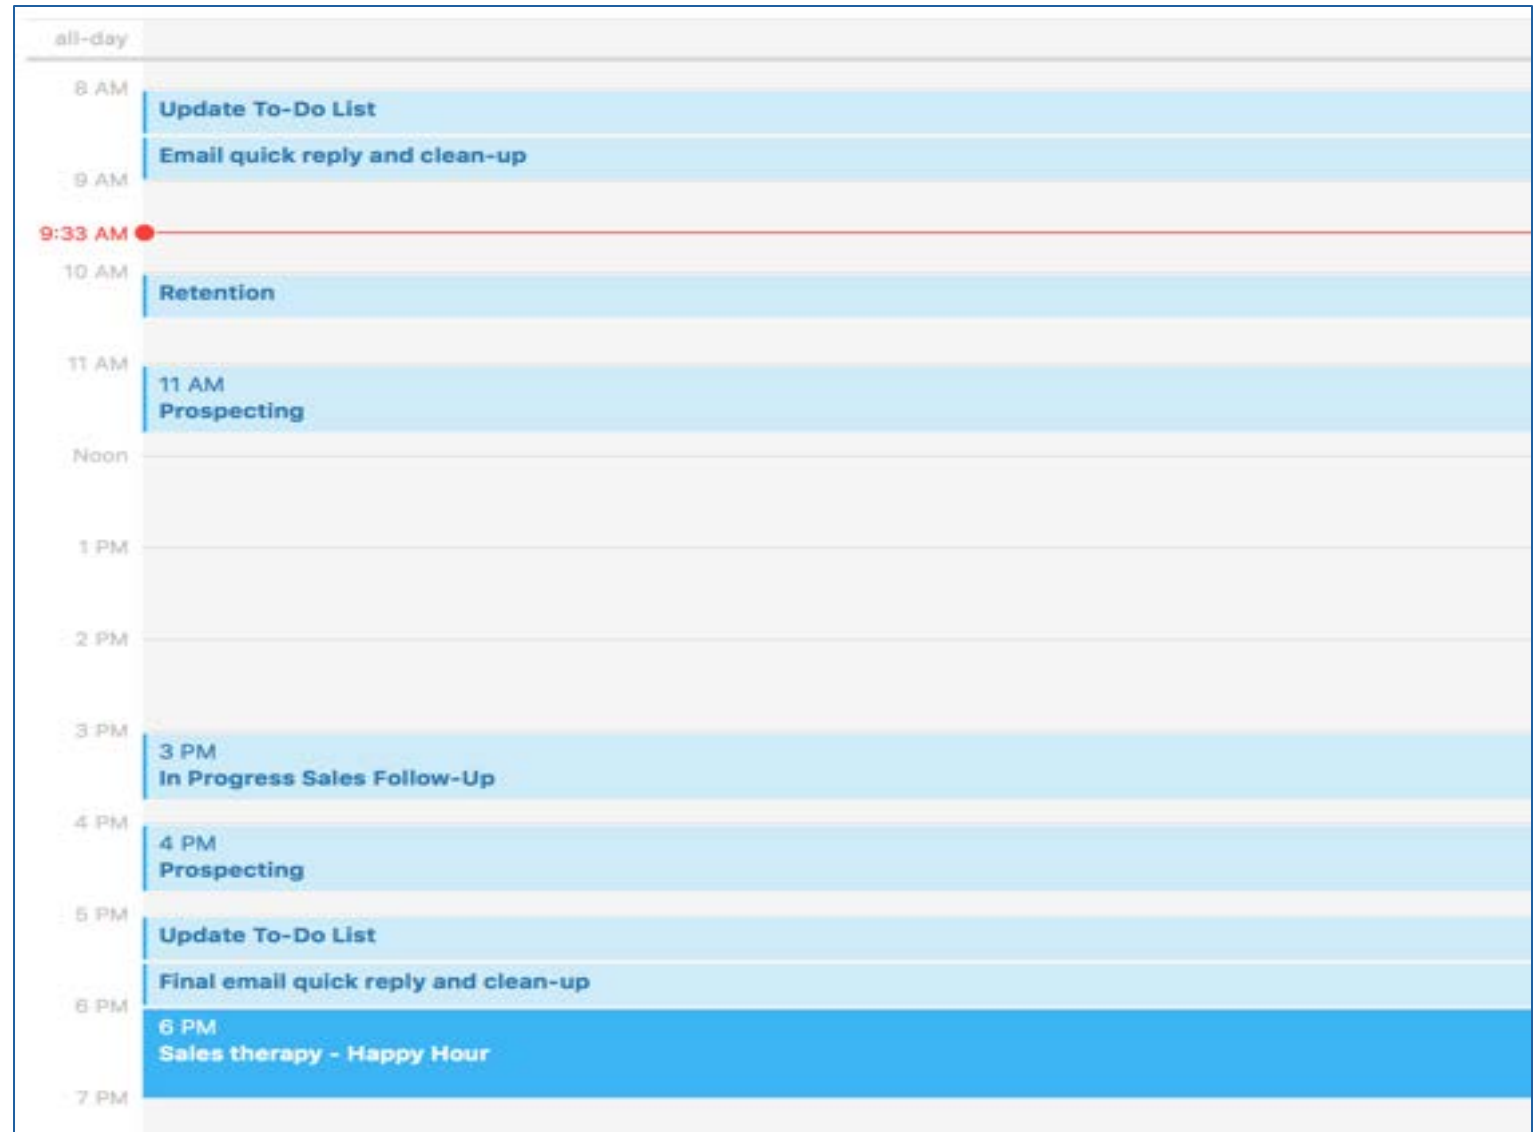 all-day
8 AM
Update To-Do List
Email quick reply and clean-up
9 AM
9:33 AM
10 AM
Retention
11 AM
11 AM
Prospecting
Noon
1 PM
2 PM
3 PM
3 PM
In Progress Sales Follow-Up
4 PM
4 PM
Prospecting
5 PM
Update To-Do List
Final email quick reply and clean-up
6 PM
6 PM
Sales therapy - Happy Hour
7 PM